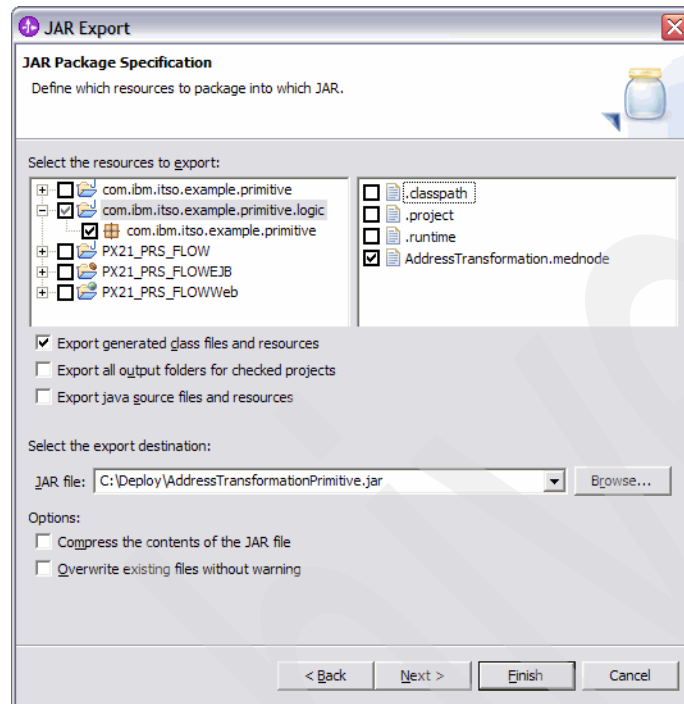 JAR Export
JAR Package Specification
Define which resources to package into which JAR.
Select the resources to export:
com.ibm.itso.example.primitive
com.ibm.itso.example.primitive.logic
com.ibm.itso.example.primitive
PX21_PRS_FLOW
PX21_PRS_FLOWEJB
PX21_PRS_FLOWWeb
.classpath
.project
.runtime
AddressTransformation.mednode
Export generated class files and resources
Export all output folders for checked projects
Export java source files and resources
Select the export destination:
JAR file: C:\Deploy\AddressTransformationPrimitive.jar Browse...
Options:
Compress the contents of the JAR file
Overwrite existing files without warning
< Back Next > Finish Cancel